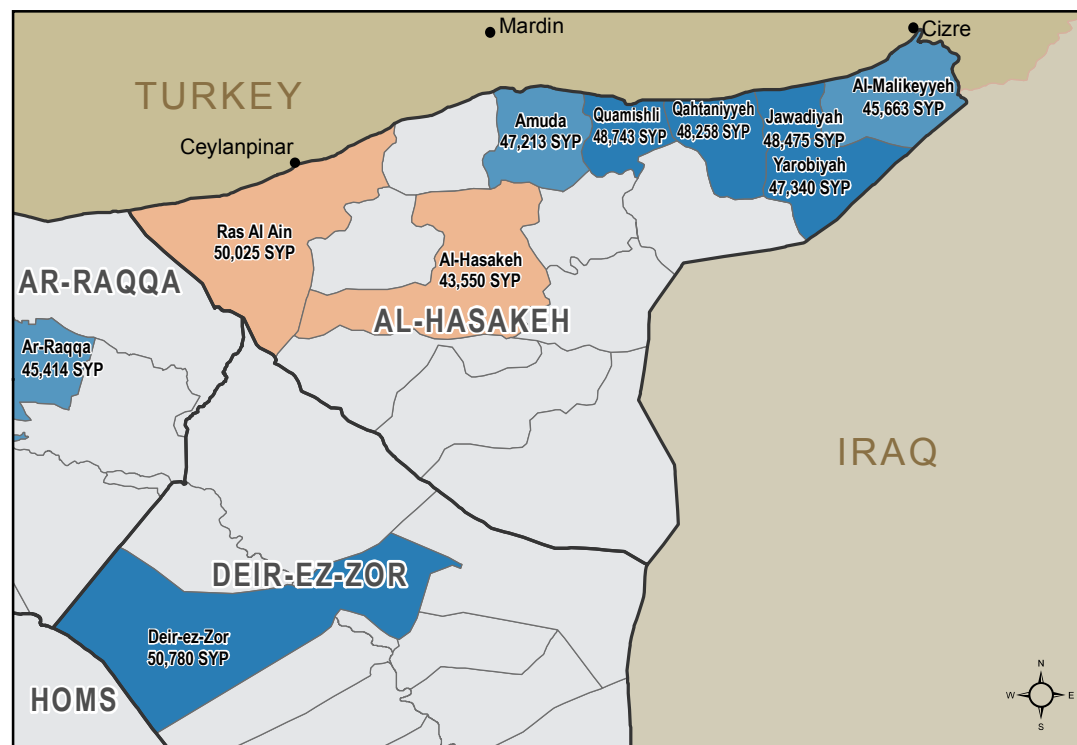 Mardin
Cizre
TURKEY
Al-Malikeyyeh
45,663 SYP
Qahtaniyyeh
48,258 SYP
Quamishli
48,743 SYP
Jawadiyah
48,475 SYP
Amuda
47,213 SYP
Ceylanpinar
Yarobiyah
47,340 SYP
Ras Al Ain
50,025 SYP
Al-Hasakeh
43,550 SYP
AR-RAQQA
AL-HASAKEH
Ar-Raqqa
45,414 SYP
IRAQ
DEIR-EZ-ZOR
Deir-ez-Zor
50,780 SYP
HOMS
N
W
E
S